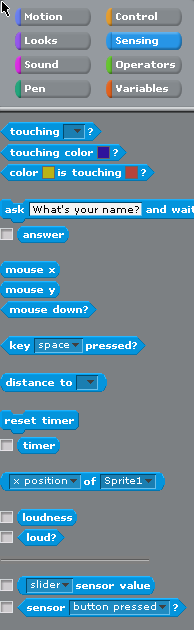 Motion Control
Looks Sensing
Sound Operators
Pen Variables
touching ?
touching color ?
color is touching ?
ask What's your name? and wait
answer
mouse x
mouse y
mouse down?
key space pressed?
distance to
reset timer
timer
x position of Sprite1
loudness
loud?
slider sensor value
sensor button pressed ?